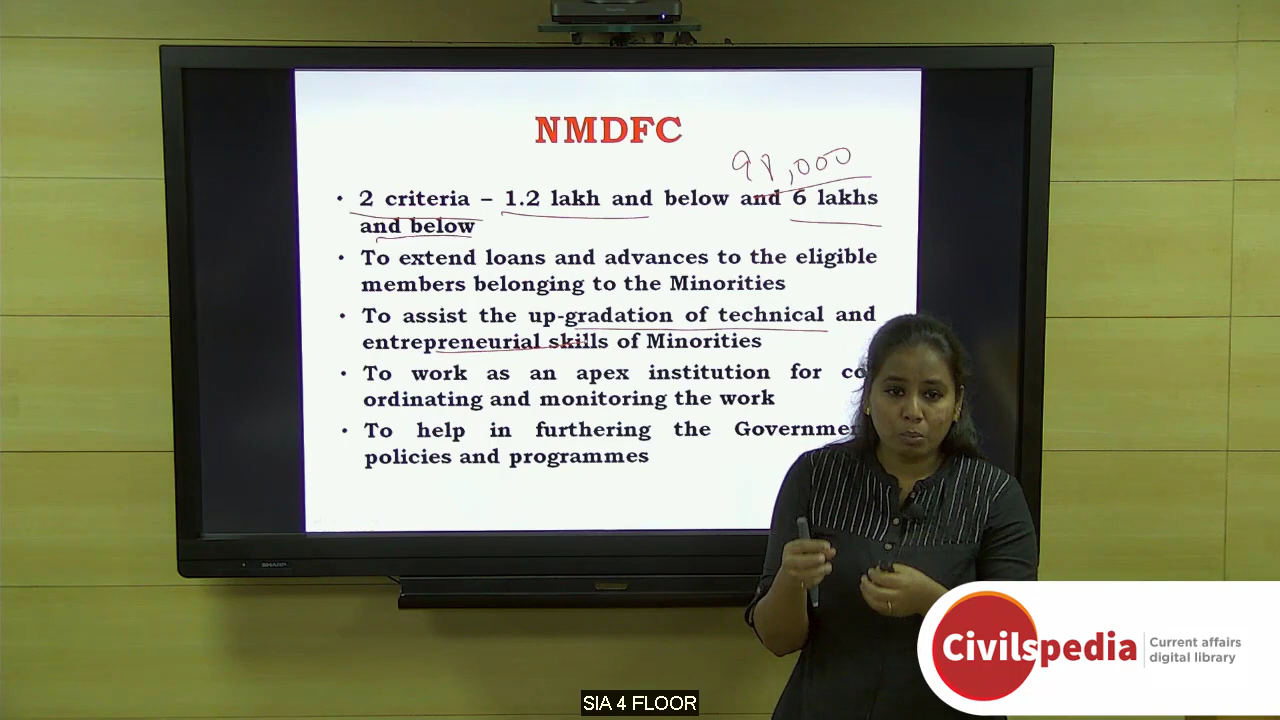 NMDFC
98,000
• 2 criteria – 1.2 lakh and below and 6 lakhs
and below
• To extend loans and advances to the eligible
members belonging to the Minorities
• To assist the up-gradation of technical and
entrepreneurial skills of Minorities
• To work as an apex institution for co
ordinating and monitoring the work
• To help in furthering the Government
policies and programmes
SHARP
Civilspedia
Current affairs
digital library
SIA 4 FLOOR